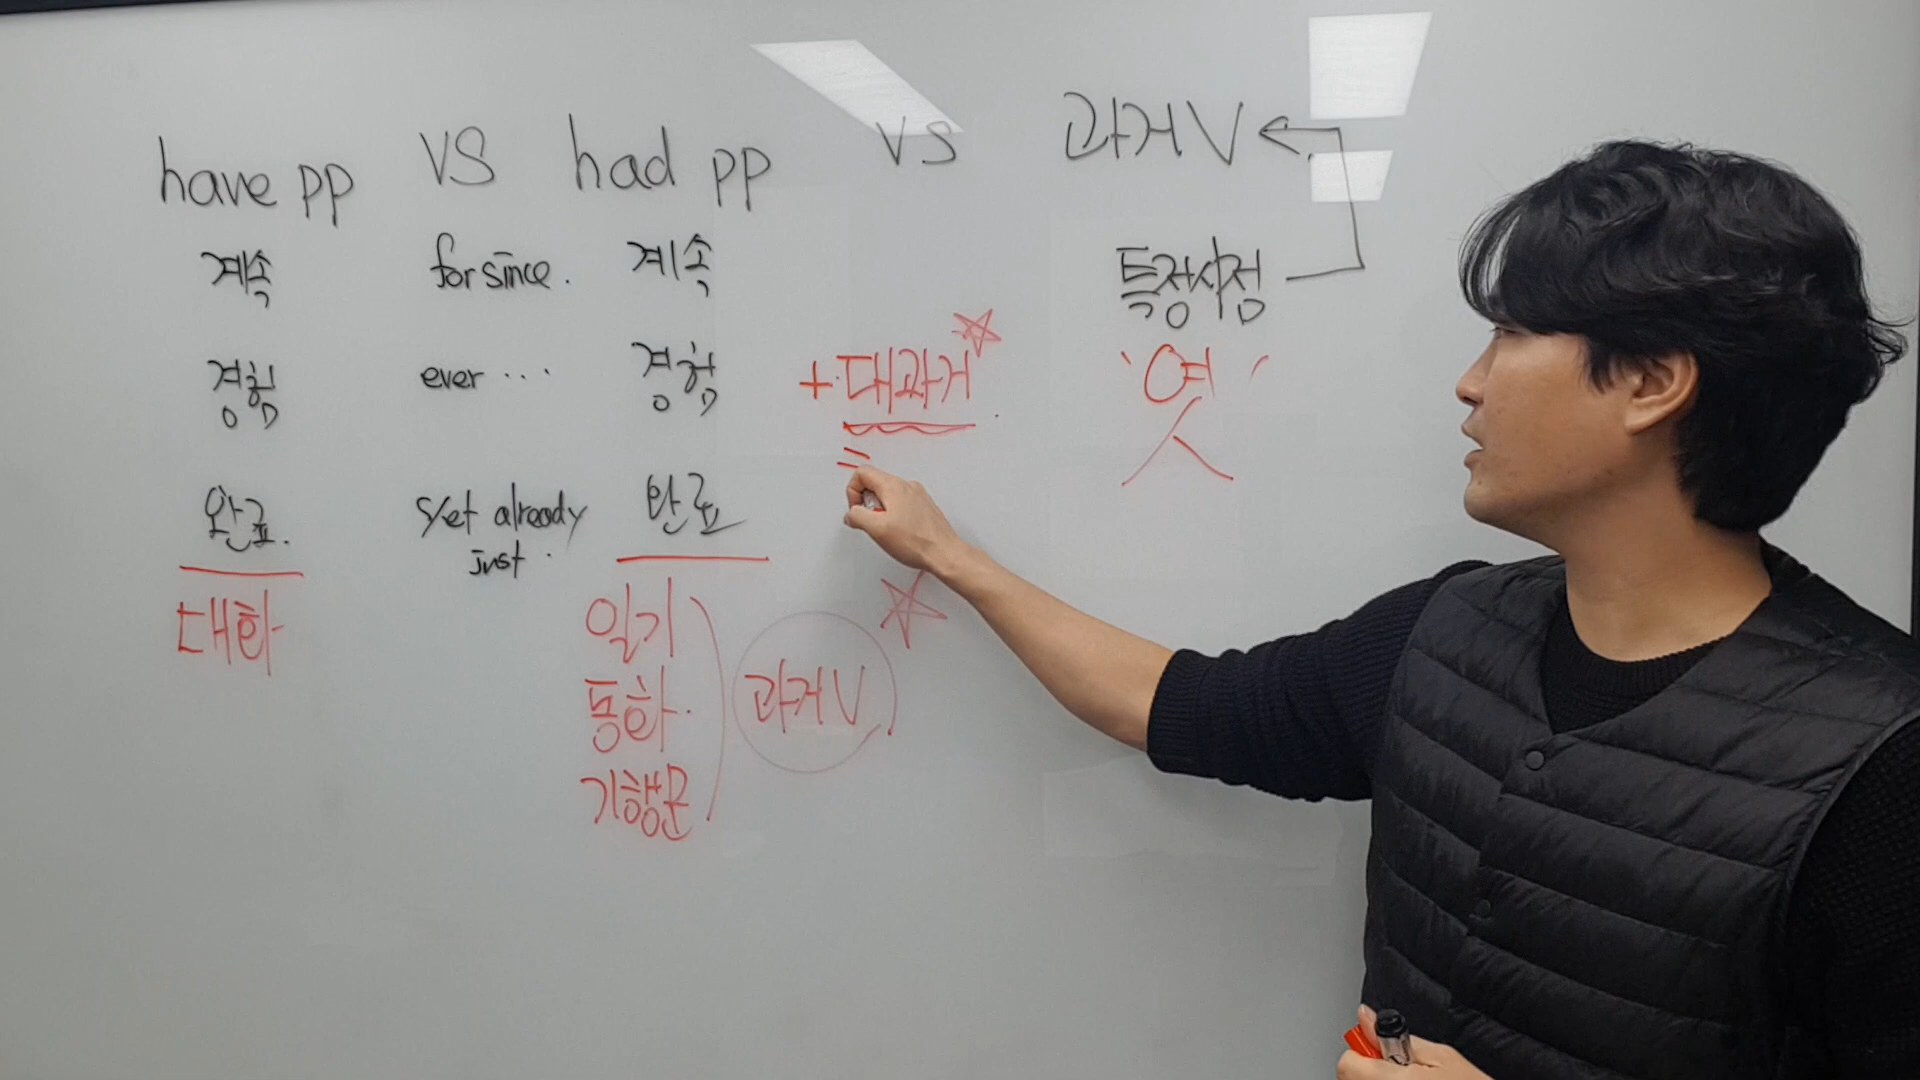 have pp VS had pp VS 과거V
계속 for since. 계속 특정시점
경험 ever ... 경험 +대과거 '여'
완료. yet already 완료
just.
대화
일기
동화. 과거V
기행문